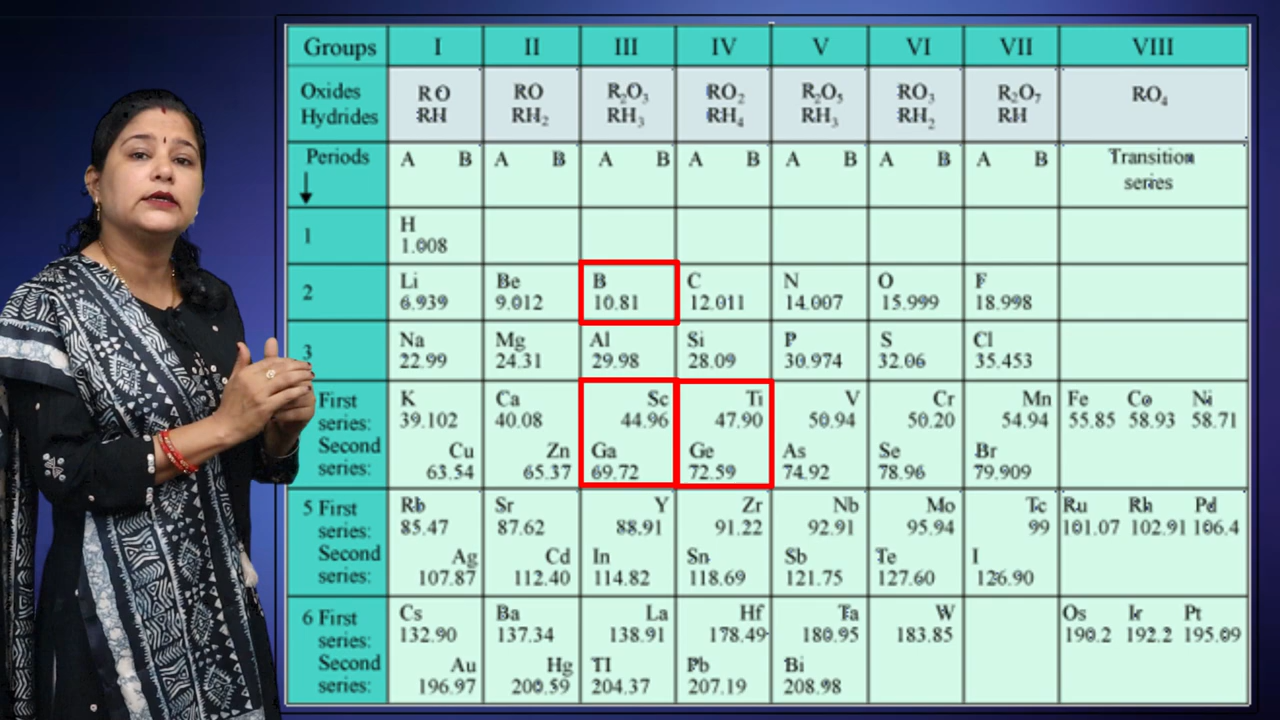 Groups I II III IV V VI VII VIII
Oxides RO RO R2O3 RO2 R2O5 RO3 R2O7 RO4
Hydrides RH RH2 RH3 RH4 RH3 RH2 RH
Periods A B A B A B A B A B A B A B Transition
series
1 H
1.008
2 Li Be B C N O F
6.939 9.012 10.81 12.011 14.007 15.999 18.998
3 Na Mg Al Si P S Cl
22.99 24.31 29.98 28.09 30.974 32.06 35.453
First K Ca Sc Ti V Cr Mn Fe Co Ni
series: 39.102 40.08 44.96 47.90 50.94 50.20 54.94 55.85 58.93 58.71
Second Cu Zn Ga Ge As Se Br
series: 63.54 65.37 69.72 72.59 74.92 78.96 79.909
5 First Rb Sr Y Zr Nb Mo Tc Ru Rh Pd
series: 85.47 87.62 88.91 91.22 92.91 95.94 99 101.07 102.91 106.4
Second Ag Cd In Sn Sb Te I
series: 107.87 112.40 114.82 118.69 121.75 127.60 126.90
6 First Cs Ba La Hf Ta W Os Ir Pt
series: 132.90 137.34 138.91 178.49 180.95 183.85 190.2 192.2 195.09
Second Au Hg Tl Pb Bi
series: 196.97 200.59 204.37 207.19 208.98